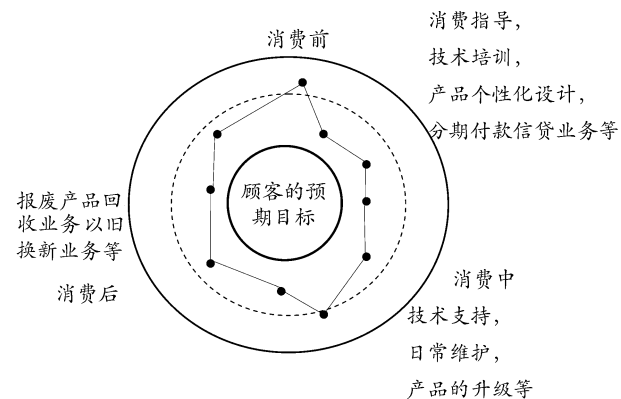 消费前
消费指导，
技术培训，
产品个性化设计，
分期付款信贷业务等
顾客的预
期目标
报废产品回
收业务以旧
换新业务等
消费后
消费中
技术支持，
日常维护，
产品的升级等